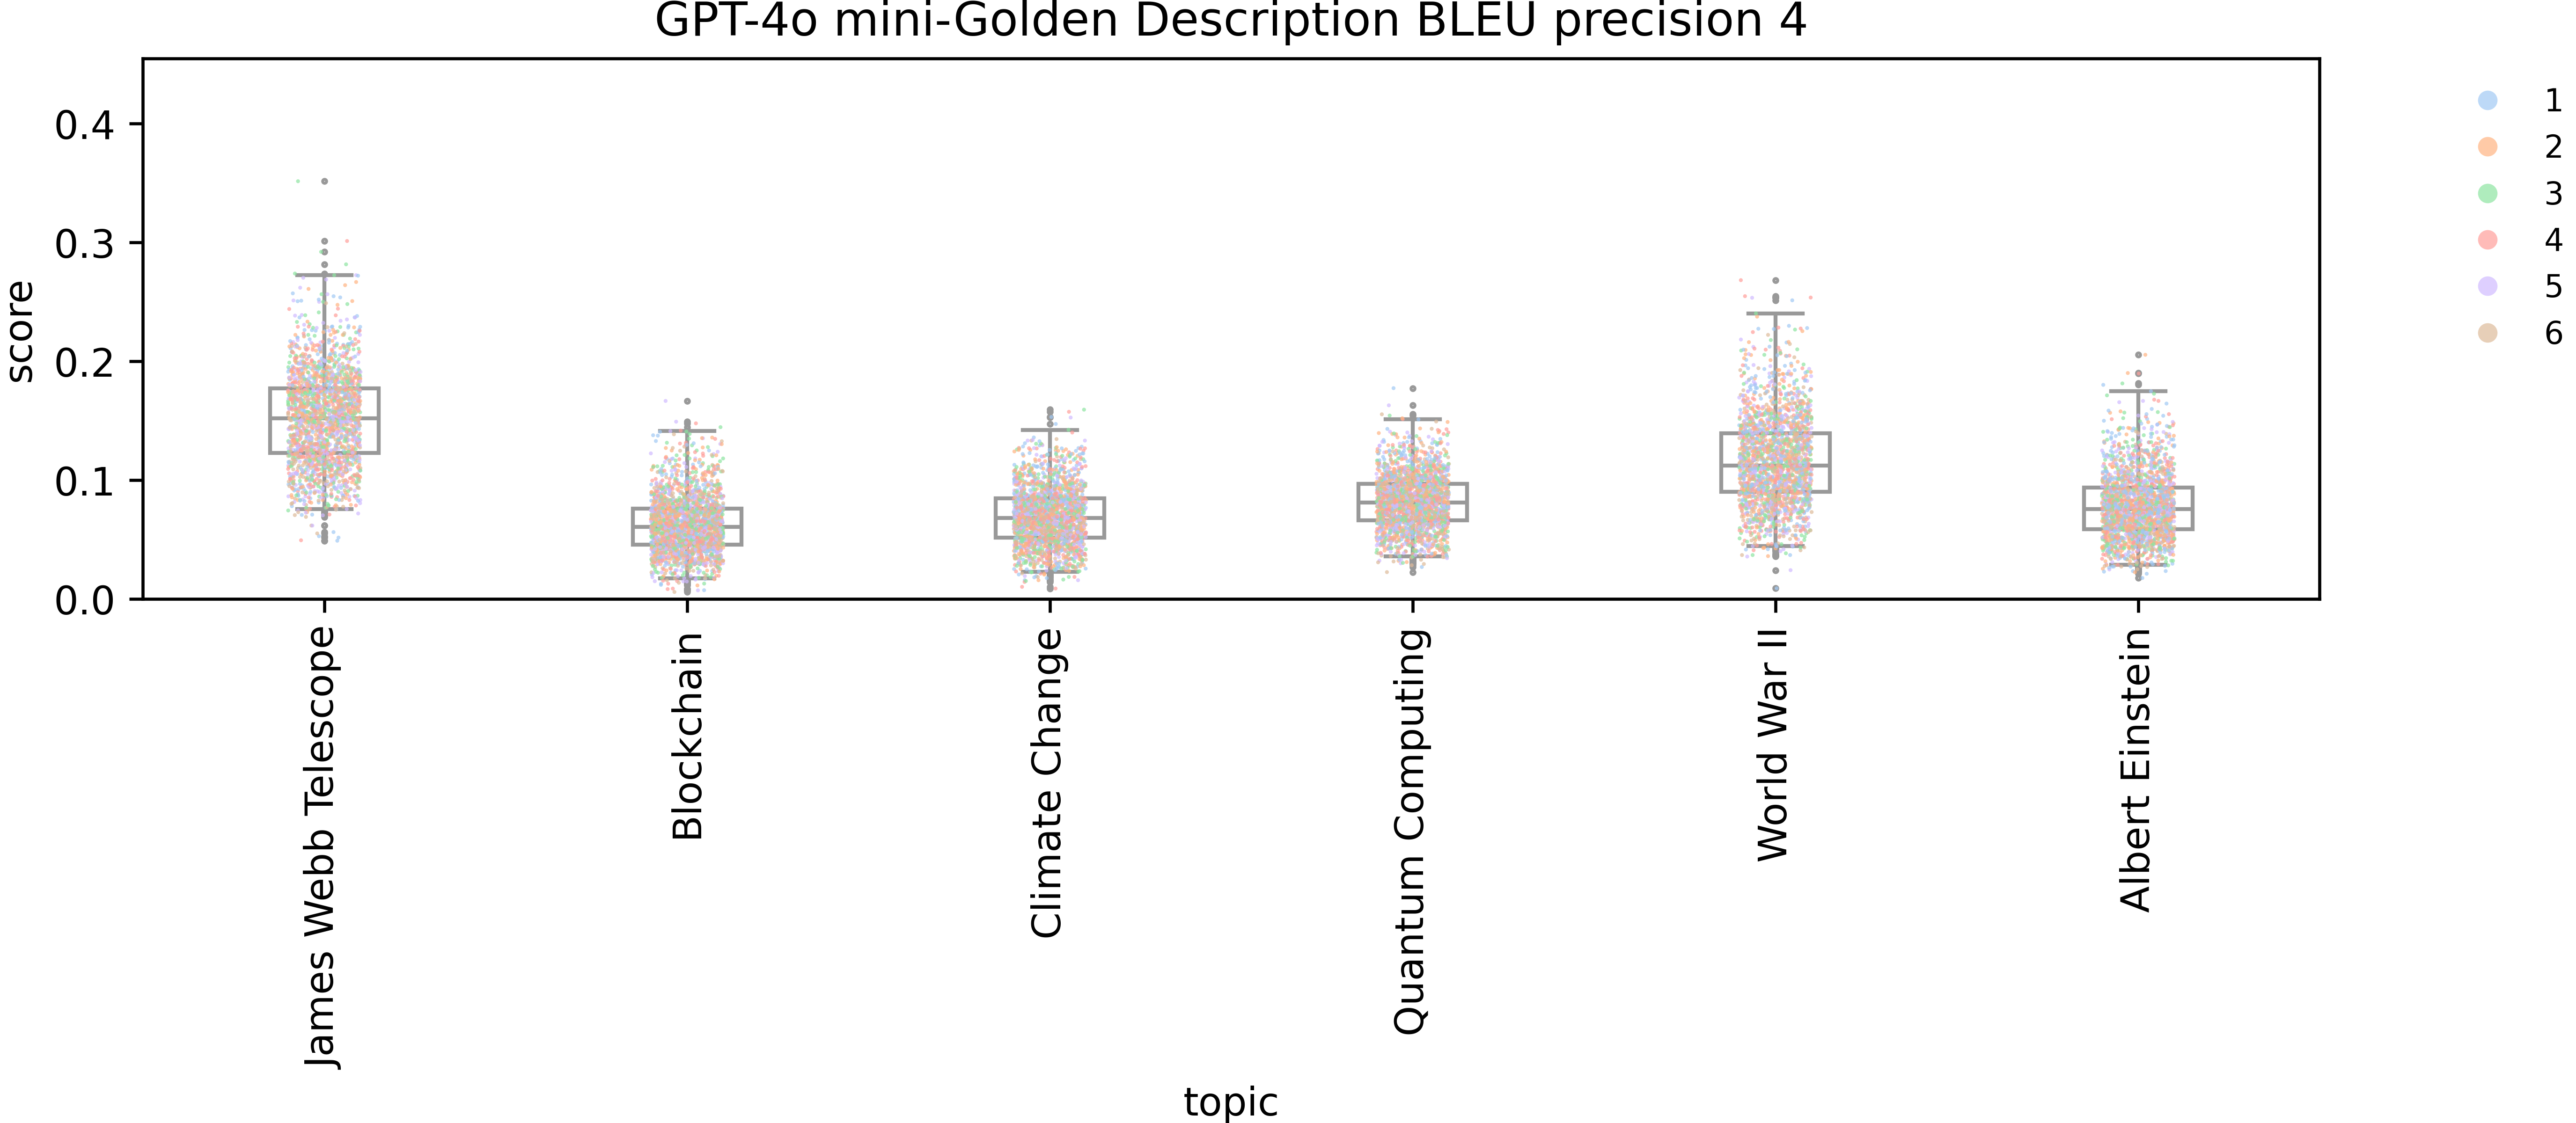 GPT-4o mini-Golden Description BLEU precision 4
score
0.4
0.3
0.2
0.1
0.0
James Webb Telescope
Blockchain
Climate Change
Quantum Computing
World War II
Albert Einstein
topic
1
2
3
4
5
6